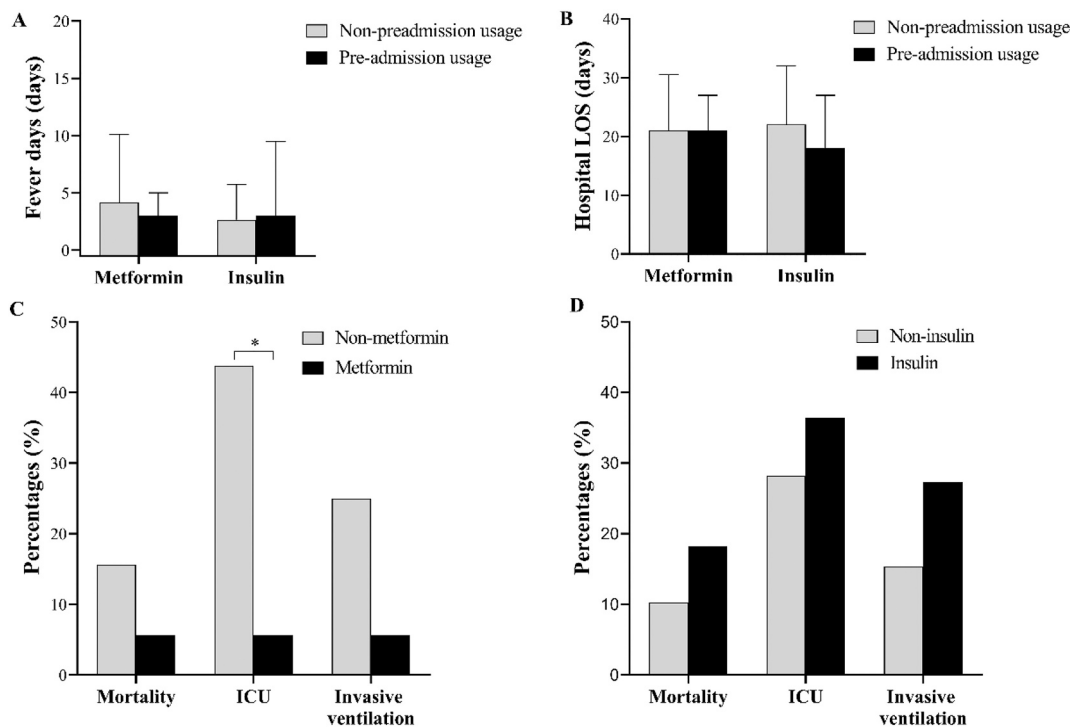 A
Fever days (days)
20
15
10
5
0
Non-preadmission usage
Pre-admission usage
Metformin
Insulin
B
Hospital LOS (days)
40
30
20
10
0
Non-preadmission usage
Pre-admission usage
Metformin
Insulin
C
Percentages (%)
50
40
30
20
10
0
Non-metformin
Metformin
*
Mortality
ICU
Invasive
ventilation
D
Percentages (%)
50
40
30
20
10
0
Non-insulin
Insulin
Mortality
ICU
Invasive
ventilation